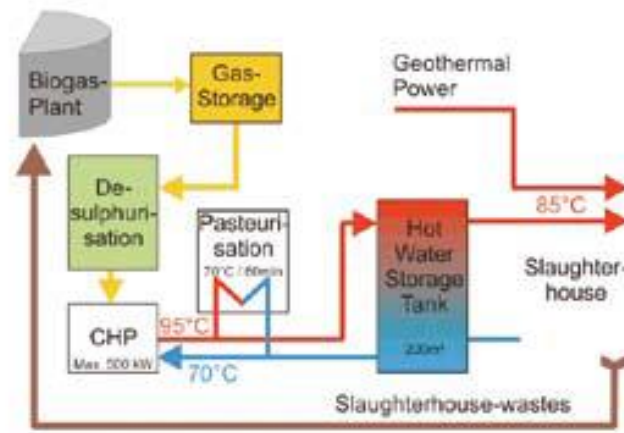 Biogas-
Plant
Gas-
Storage
Geothermal
Power
De-
sulphuri-
sation
Pasteuri-
sation
70°C / 60min
85°C
Hot
Water
Storage
Tank
Slaughter-
house
CHP
Max. 500 kW
95°C
70°C
Slaughterhouse-wastes